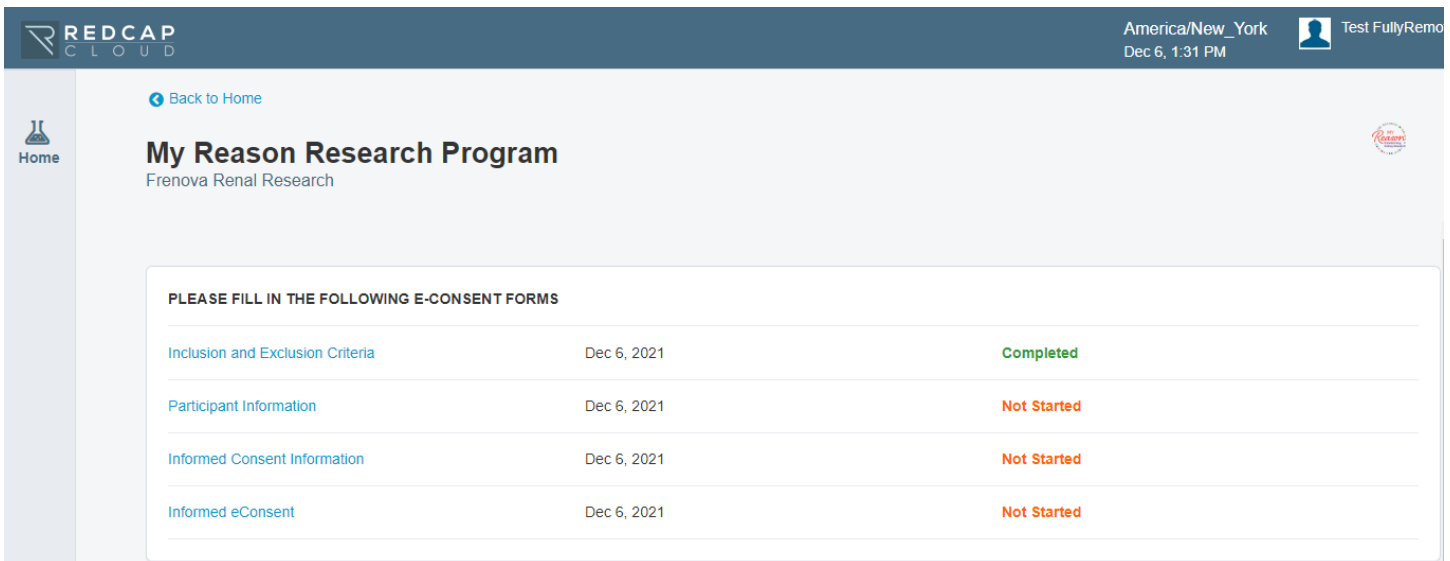 REDCAP
CLOUD
America/New_York
Dec 6, 1:31 PM
Test FullyRemo
Home
Back to Home
My Reason Research Program
Frenova Renal Research
MY
Reason
PLEASE FILL IN THE FOLLOWING E-CONSENT FORMS
Inclusion and Exclusion Criteria Dec 6, 2021 Completed
Participant Information Dec 6, 2021 Not Started
Informed Consent Information Dec 6, 2021 Not Started
Informed eConsent Dec 6, 2021 Not Started